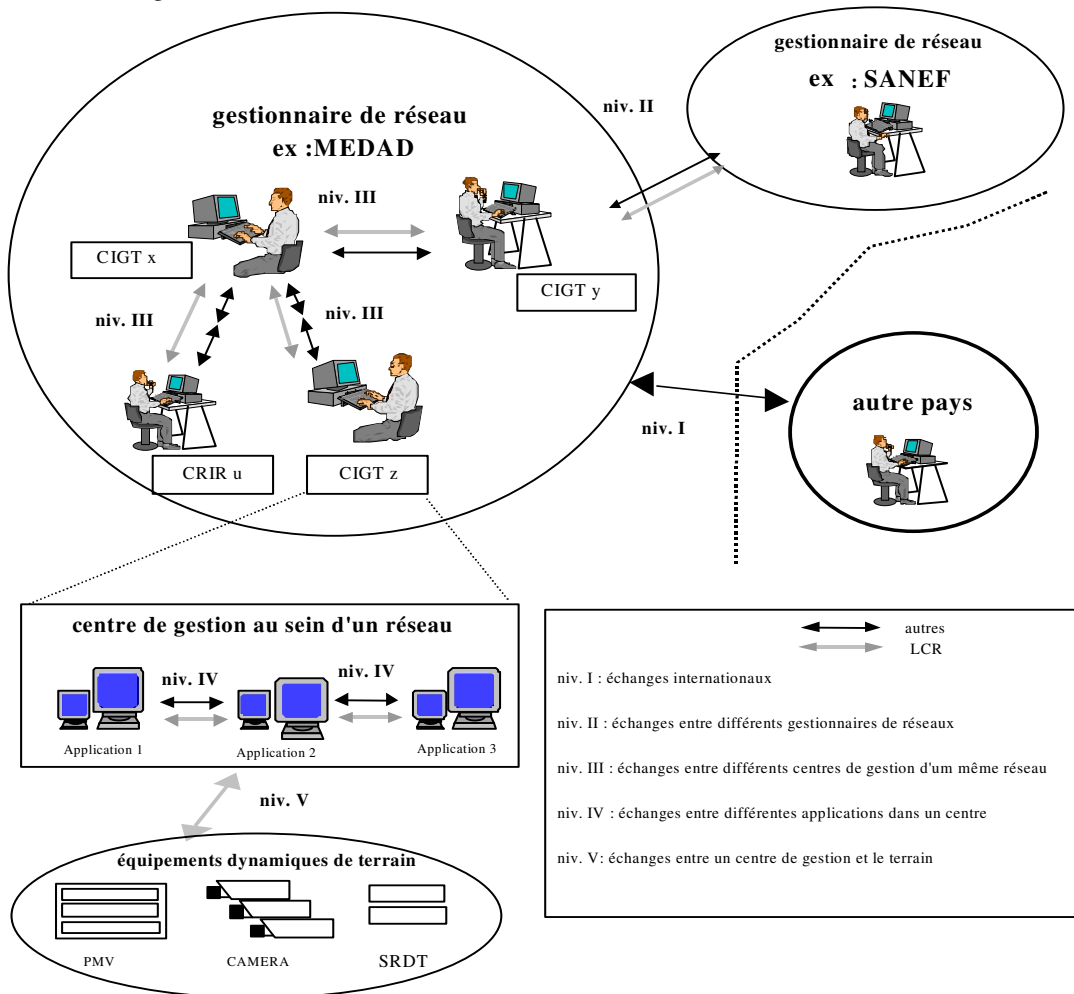 gestionnaire de réseau
ex : SANEF
niv. II
gestionnaire de réseau
ex :MEDAD
niv. III
CIGT x
CIGT y
niv. III
niv. III
CRIR u
CIGT z
niv. I
autre pays
centre de gestion au sein d'un réseau
niv. IV
niv. IV
Application 1
Application 2
Application 3
niv. V
équipements dynamiques de terrain
PMV
CAMERA
SRDT
autres
LCR
niv. I : échanges internationaux
niv. II : échanges entre différents gestionnaires de réseaux
niv. III : échanges entre différents centres de gestion d'um même réseau
niv. IV : échanges entre différentes applications dans un centre
niv. V: échanges entre un centre de gestion et le terrain